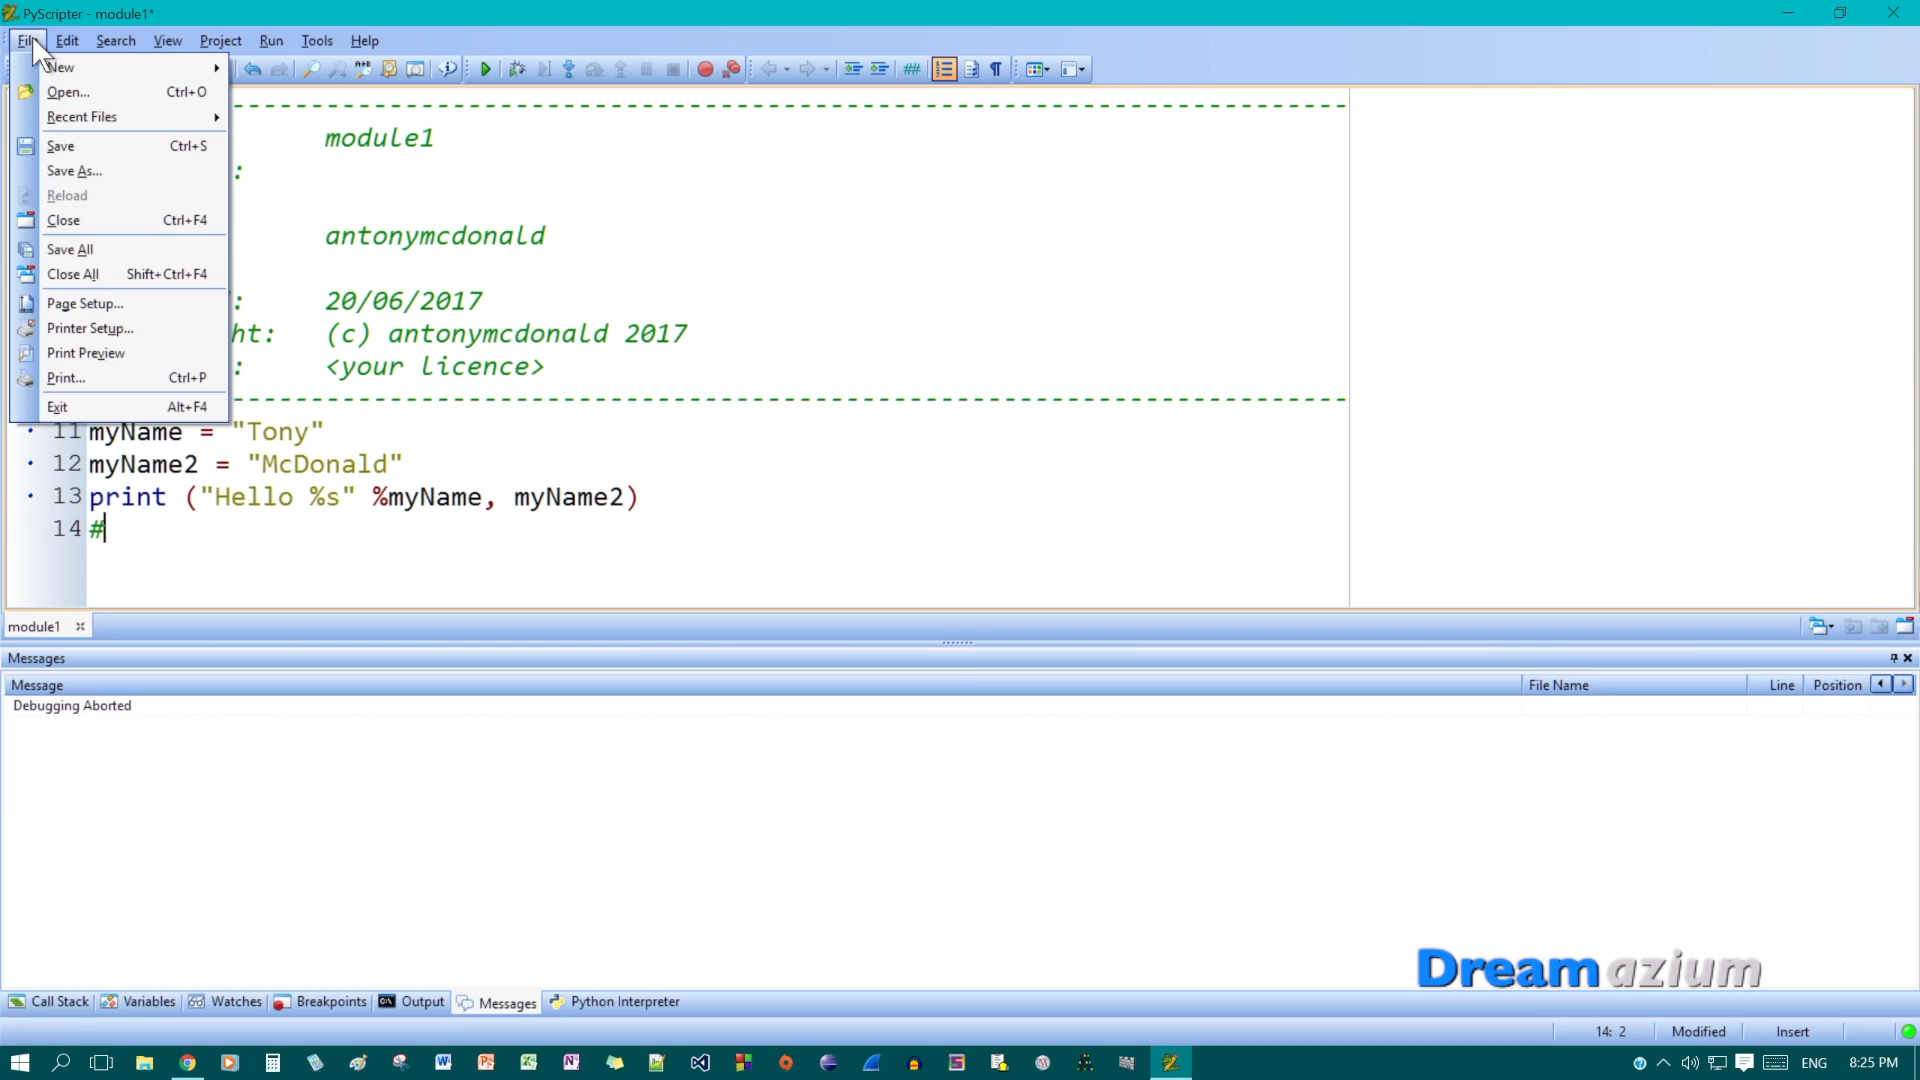 PyScripter - module1*
File Edit Search View Project Run Tools Help
New
Open... Ctrl+O
Recent Files
Save Ctrl+S
Save As...
Reload
Close Ctrl+F4
Save All
Close All Shift+Ctrl+F4
Page Setup...
Printer Setup...
Print Preview
Print... Ctrl+P
Exit Alt+F4
module1
:
antonymcdonald
: 20/06/2017
ht: (c) antonymcdonald 2017
: <your licence>
11 myName = "Tony"
12 myName2 = "McDonald"
13 print ("Hello %s" %myName, myName2)
14 #
module1
Messages
Message File Name Line Position
Debugging Aborted
Dreamazium
Call Stack Variables Watches Breakpoints Output Messages Python Interpreter
14: 2 Modified Insert
ENG 8:25 PM